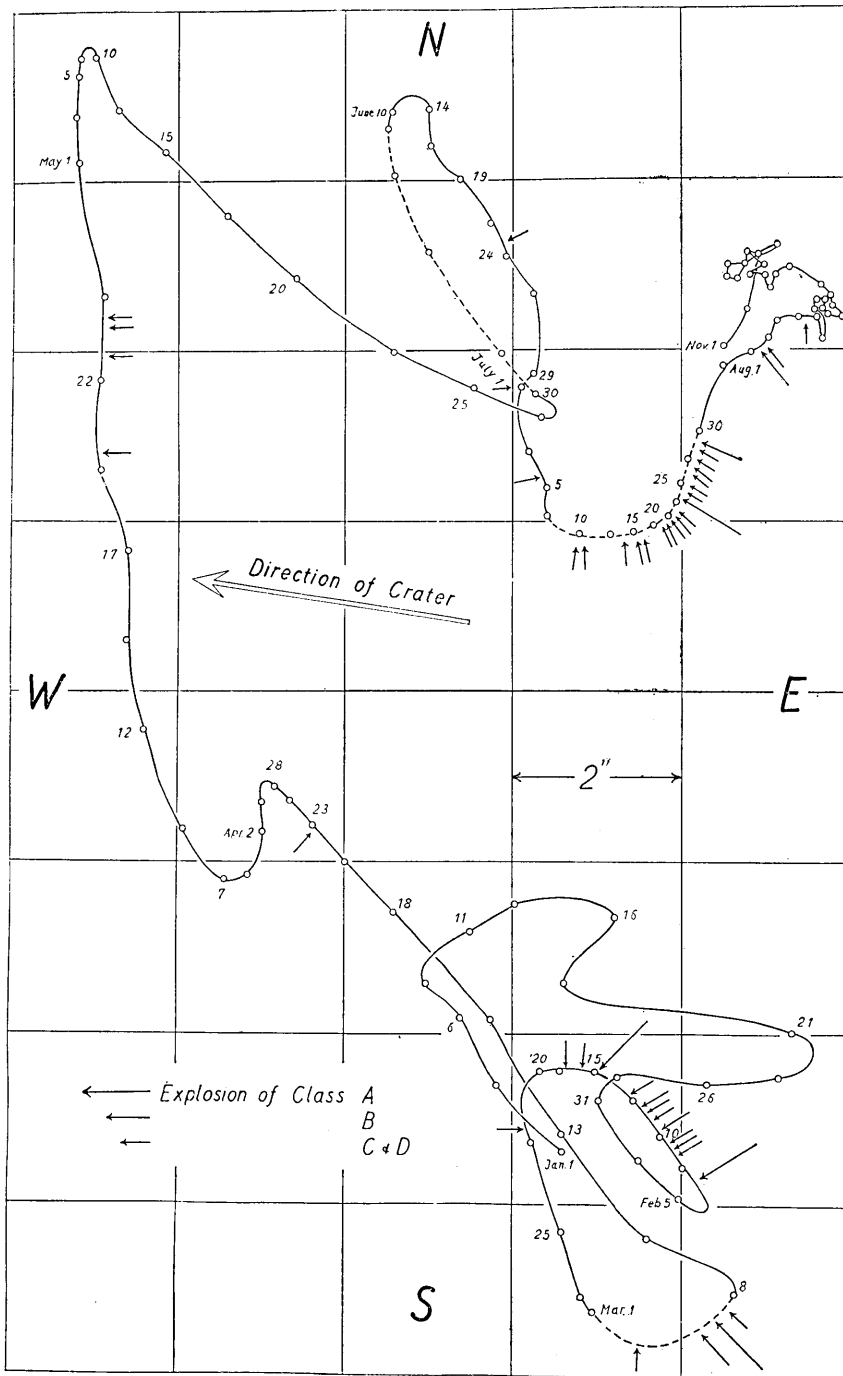 N
10
5
May 1
15
20
25
22
17
12
7
Apr. 2
28
23
18
June 10
14
19
24
29
30
July 1
5
10
15
20
25
30
Aug. 1
Nov. 1
Direction of Crater
W
E
2"
11
16
21
26
6
31
'20
15
10
13
Jan. 1
Feb 5
25
Mar. 1
8
Explosion of Class A
B
C & D
S